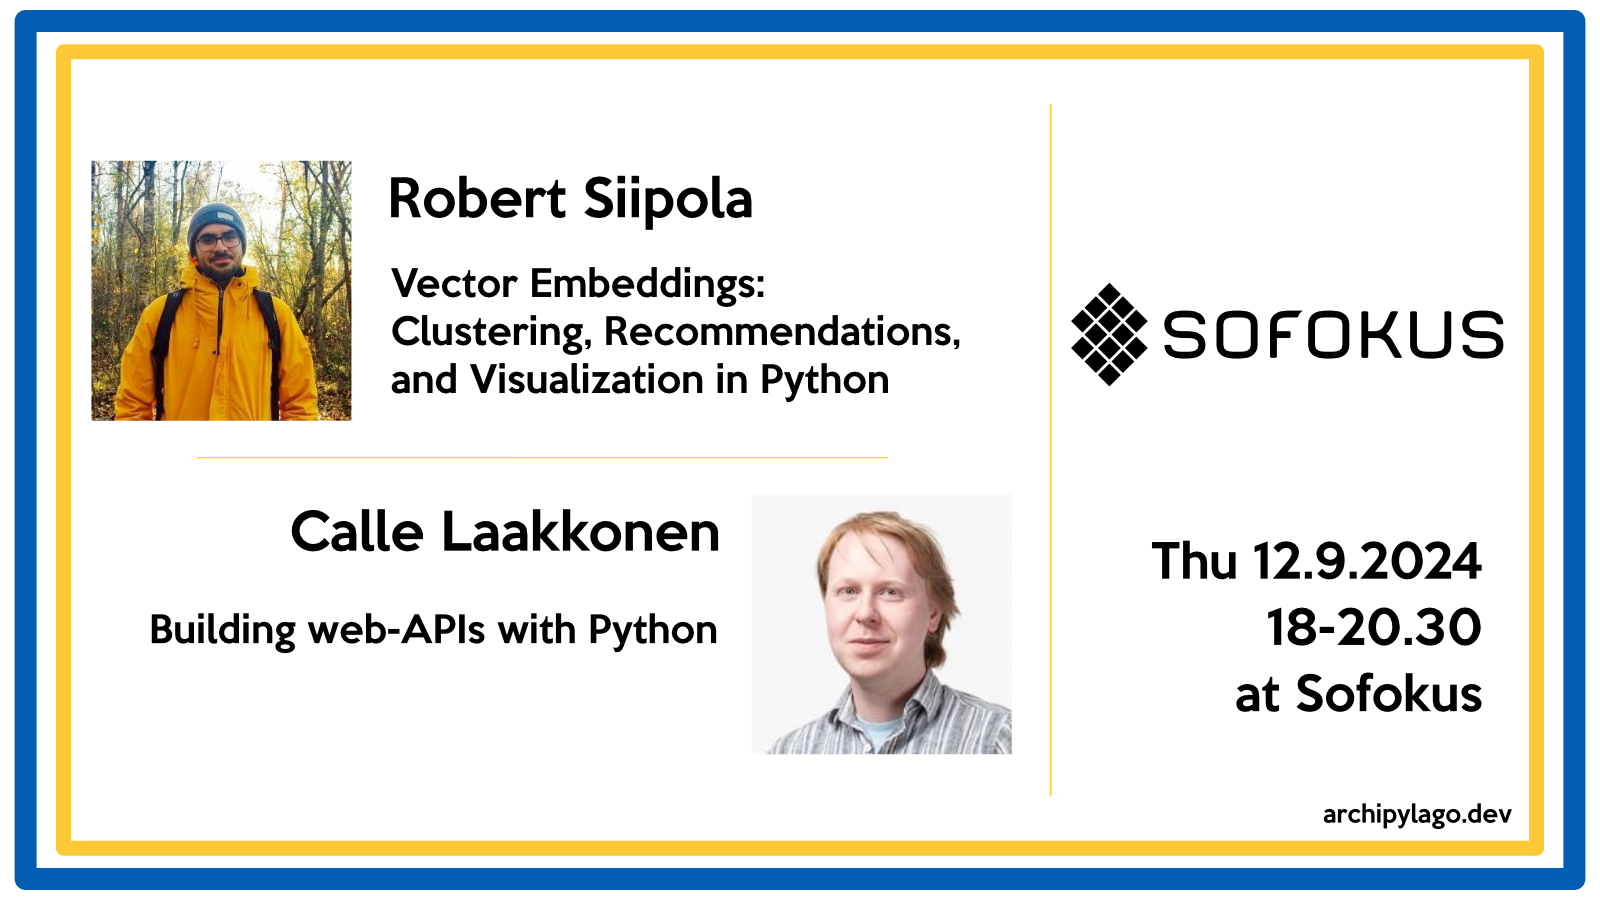 Robert Siipola
Vector Embeddings:
Clustering, Recommendations,
and Visualization in Python
Calle Laakkonen
Building web-APIs with Python
SOFOKUS
Thu 12.9.2024
18-20.30
at Sofokus
archipylago.dev